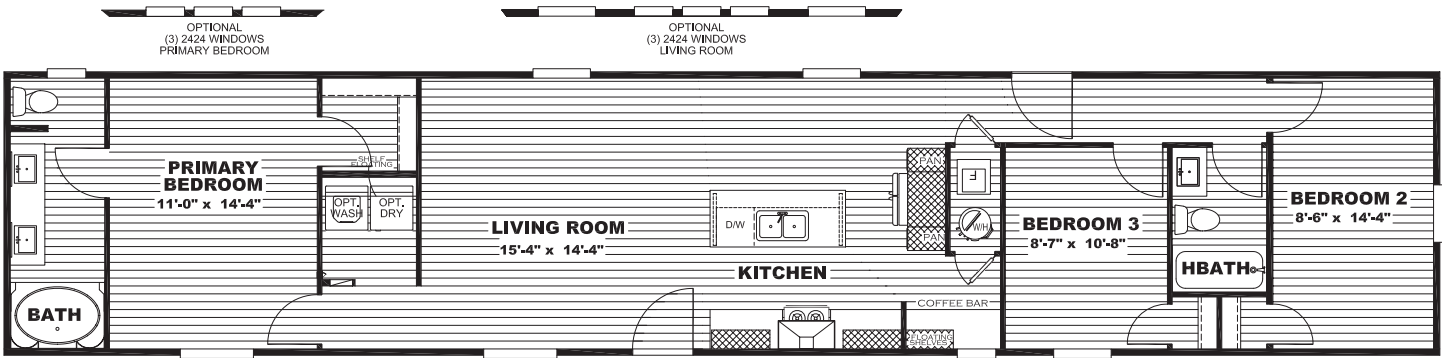 OPTIONAL
(3) 2424 WINDOWS
PRIMARY BEDROOM
OPTIONAL
(3) 2424 WINDOWS
LIVING ROOM
PRIMARY
BEDROOM
11'-0" x 14'-4"
SHELF
FLOATING
OPT.
WASH
OPT.
DRY
BATH
LIVING ROOM
15'-4" x 14'-4"
D/W
KITCHEN
PAN
PAN
F
W/H
COFFEE BAR
FLOATING
SHELVES
BEDROOM 3
8'-7" x 10'-8"
HBATH
BEDROOM 2
8'-6" x 14'-4"